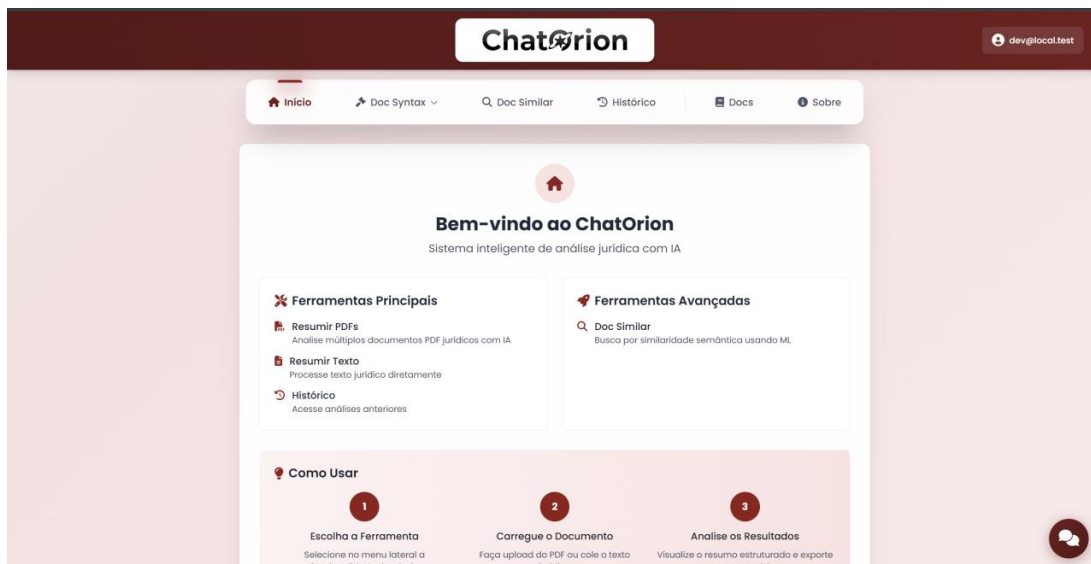 ChatOrion
dev@local.test
Início Doc Syntax Doc Similar Histórico Docs Sobre
Bem-vindo ao ChatOrion
Sistema inteligente de análise jurídica com IA
Ferramentas Principais
Resumir PDFs
Analise múltiplos documentos PDF jurídicos com IA
Resumir Texto
Processe texto jurídico diretamente
Histórico
Acesse análises anteriores
Ferramentas Avançadas
Doc Similar
Busca por similaridade semântica usando ML
Como Usar
1
Escolha a Ferramenta
Selecione no menu lateral a
2
Carregue o Documento
Faça upload do PDF ou cole o texto
3
Analise os Resultados
Visualize o resumo estruturado e exporte